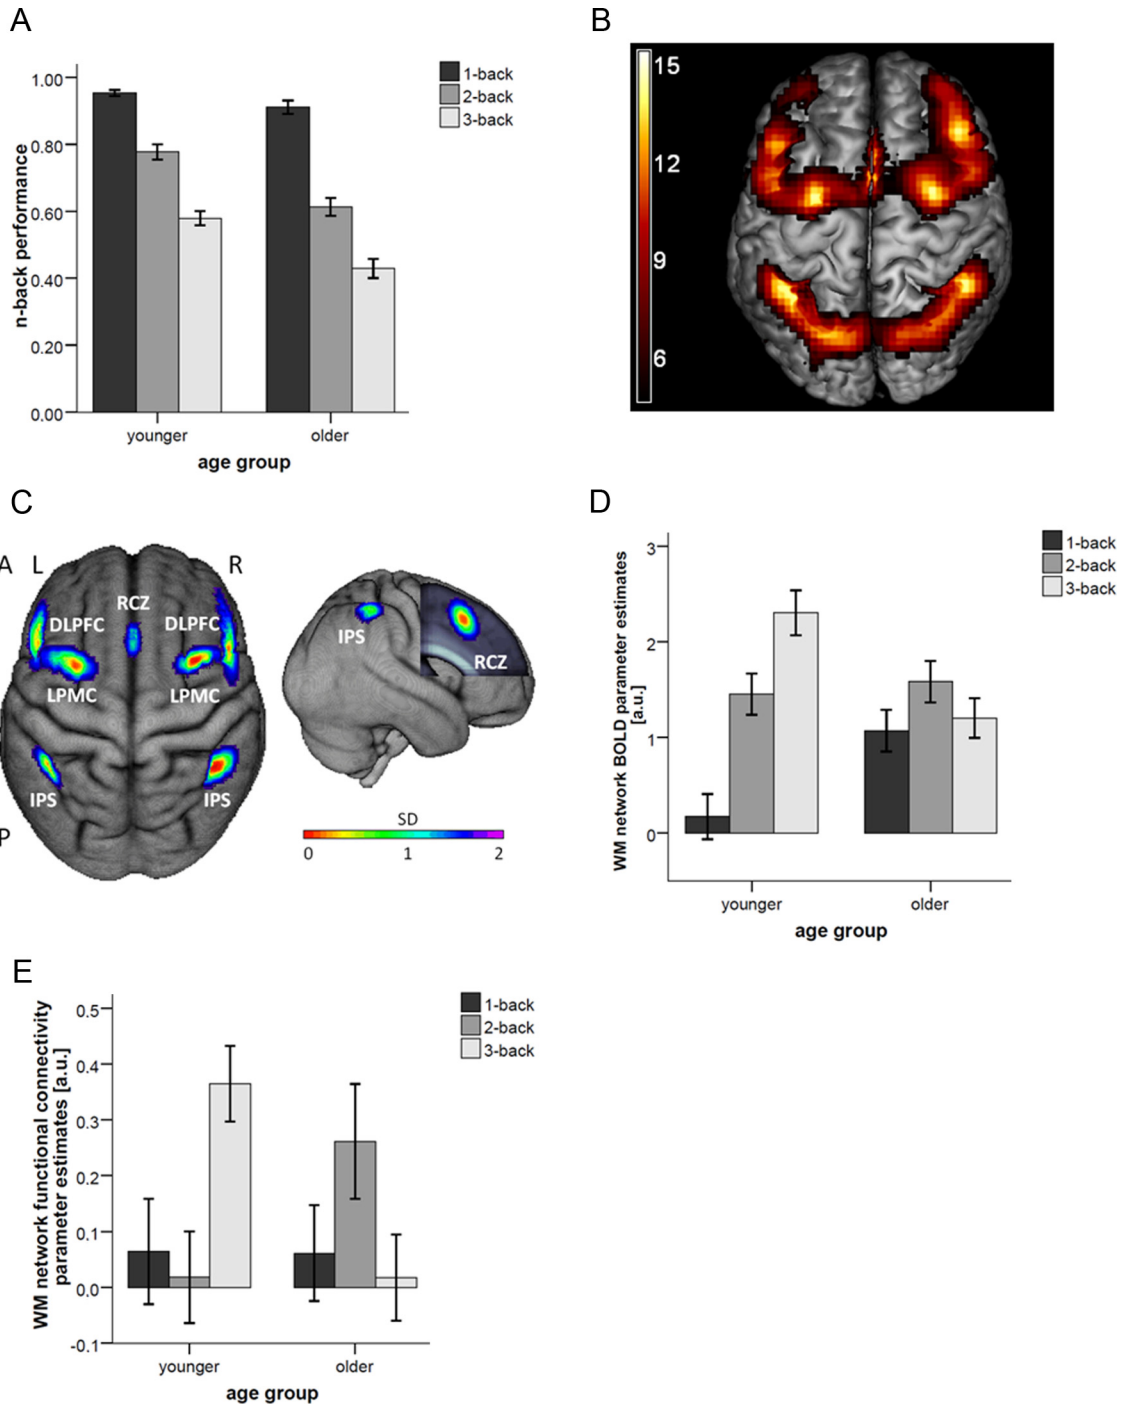 A
n-back performance
1.00
0.80
0.60
0.40
0.20
0.00
younger
older
age group
1-back
2-back
3-back
B
15
12
9
6
C
A L
R
RCZ
DLPFC
DLPFC
LPMC
LPMC
IPS
IPS
P
IPS
RCZ
SD
0
1
2
D
WM network BOLD parameter estimates
[a.u.]
3
2
1
0
younger
older
age group
1-back
2-back
3-back
E
WM network functional connectivity
parameter estimates [a.u.]
0.5
0.4
0.3
0.2
0.1
0.0
-0.1
younger
older
age group
1-back
2-back
3-back